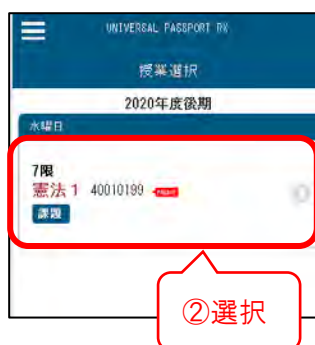 UNIVERSAL PASSPORT RX
授業選択
2020年度後期
水曜日
7限
憲法1 40010199
課題
②選択